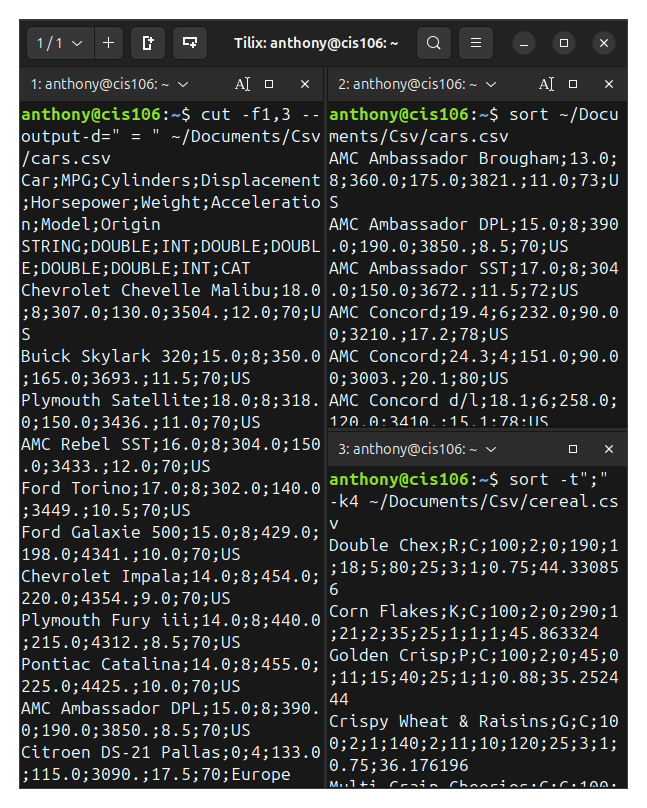 1 / 1
Tilix: anthony@cis106: ~
1: anthony@cis106: ~
anthony@cis106:~$ cut -f1,3 --
output-d=" = " ~/Documents/Csv
/cars.csv
Car;MPG;Cylinders;Displacement
;Horsepower;Weight;Acceleratio
n;Model;Origin
STRING;DOUBLE;INT;DOUBLE;DOUBL
E;DOUBLE;DOUBLE;INT;CAT
Chevrolet Chevelle Malibu;18.0
;8;307.0;130.0;3504.;12.0;70;U
S
Buick Skylark 320;15.0;8;350.0
;165.0;3693.;11.5;70;US
Plymouth Satellite;18.0;8;318.
0;150.0;3436.;11.0;70;US
AMC Rebel SST;16.0;8;304.0;150
.0;3433.;12.0;70;US
Ford Torino;17.0;8;302.0;140.0
;3449.;10.5;70;US
Ford Galaxie 500;15.0;8;429.0;
198.0;4341.;10.0;70;US
Chevrolet Impala;14.0;8;454.0;
220.0;4354.;9.0;70;US
Plymouth Fury iii;14.0;8;440.0
;215.0;4312.;8.5;70;US
Pontiac Catalina;14.0;8;455.0;
225.0;4425.;10.0;70;US
AMC Ambassador DPL;15.0;8;390.
0;190.0;3850.;8.5;70;US
Citroen DS-21 Pallas;0;4;133.0
;115.0;3090.;17.5;70;Europe
2: anthony@cis106: ~
anthony@cis106:~$ sort ~/Docu
ments/Csv/cars.csv
AMC Ambassador Brougham;13.0;
8;360.0;175.0;3821.;11.0;73;U
S
AMC Ambassador DPL;15.0;8;390
.0;190.0;3850.;8.5;70;US
AMC Ambassador SST;17.0;8;304
.0;150.0;3672.;11.5;72;US
AMC Concord;19.4;6;232.0;90.0
0;3210.;17.2;78;US
AMC Concord;24.3;4;151.0;90.0
0;3003.;20.1;80;US
AMC Concord d/l;18.1;6;258.0;
120.0;3410.;15.1;78;US
3: anthony@cis106: ~
anthony@cis106:~$ sort -t";"
-k4 ~/Documents/Csv/cereal.cs
v
Double Chex;R;C;100;2;0;190;1
;18;5;80;25;3;1;0.75;44.33085
6
Corn Flakes;K;C;100;2;0;290;1
;21;2;35;25;1;1;1;45.863324
Golden Crisp;P;C;100;2;0;45;0
;11;15;40;25;1;1;0.88;35.2524
44
Crispy Wheat & Raisins;G;C;10
0;2;1;140;2;11;10;120;25;3;1;
0.75;36.176196
Multi-Grain Cheerios;G;C;100;